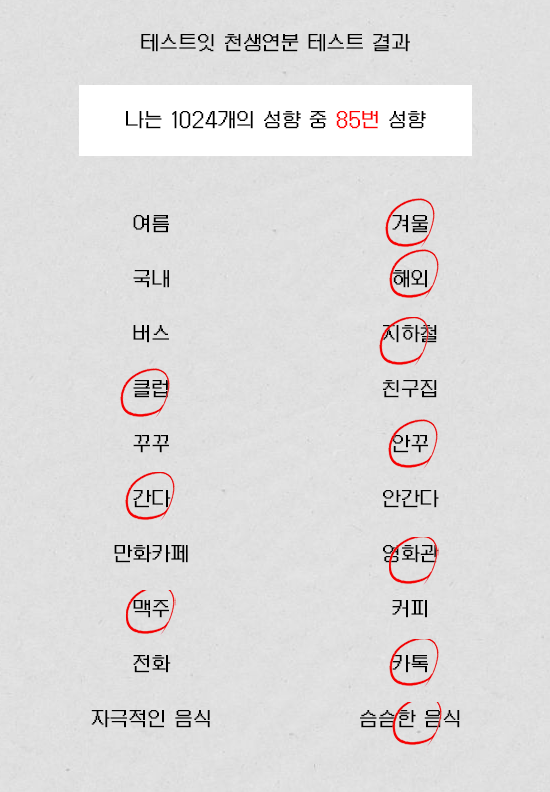 테스트잇 천생연분 테스트 결과
나는 1024개의 성향 중 85번 성향
여름 겨울
국내 해외
버스 지하철
클럽 친구집
꾸꾸 안꾸
간다 안간다
만화카페 영화관
맥주 커피
전화 카톡
자극적인 음식 슴슴한 음식